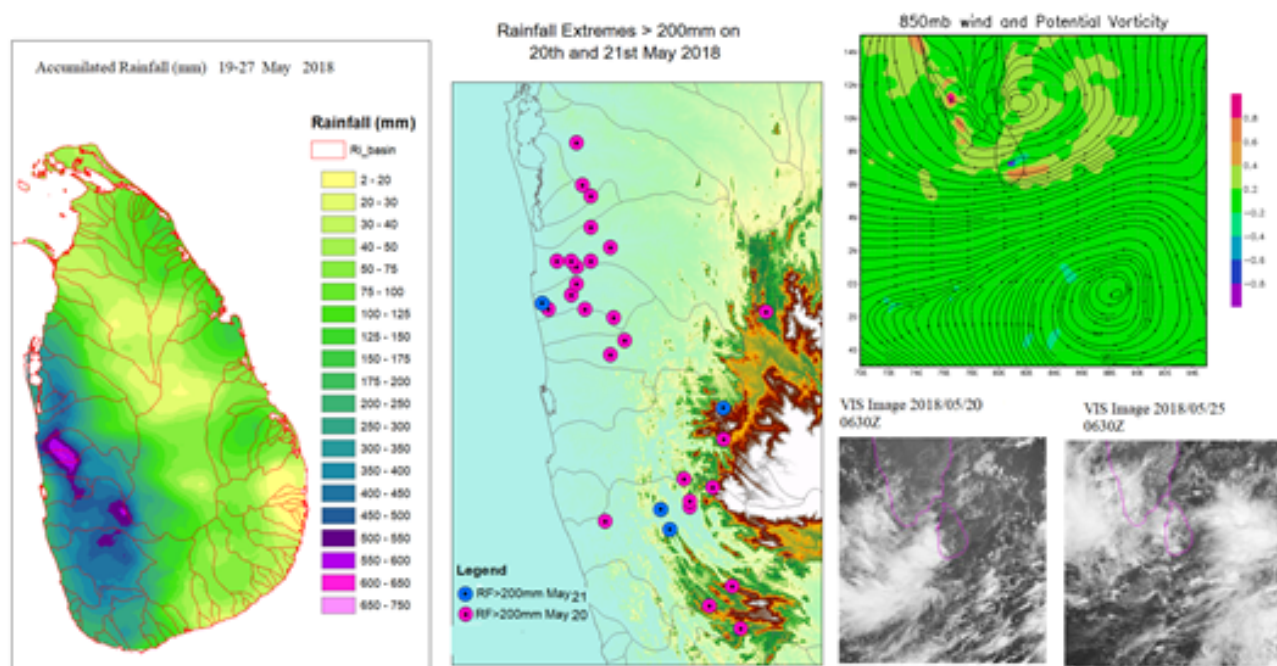 Accumulated Rainfall (mm) 19-27 May 2018
Rainfall (mm)
Ri_basin
2 - 20
20 - 30
30 - 40
40 - 50
50 - 75
75 - 100
100 - 125
125 - 150
150 - 175
175 - 200
200 - 250
250 - 300
300 - 350
350 - 400
400 - 450
450 - 500
500 - 550
550 - 600
600 - 650
650 - 750
Rainfall Extremes > 200mm on
20th and 21st May 2018
Legend
RF>200mm May 21
RF>200mm May 20
850mb wind and Potential Vorticity
0.8
0.6
0.4
0.2
-0.2
-0.4
-0.6
-0.8
VIS Image 2018/05/20
0630Z
VIS Image 2018/05/25
0630Z